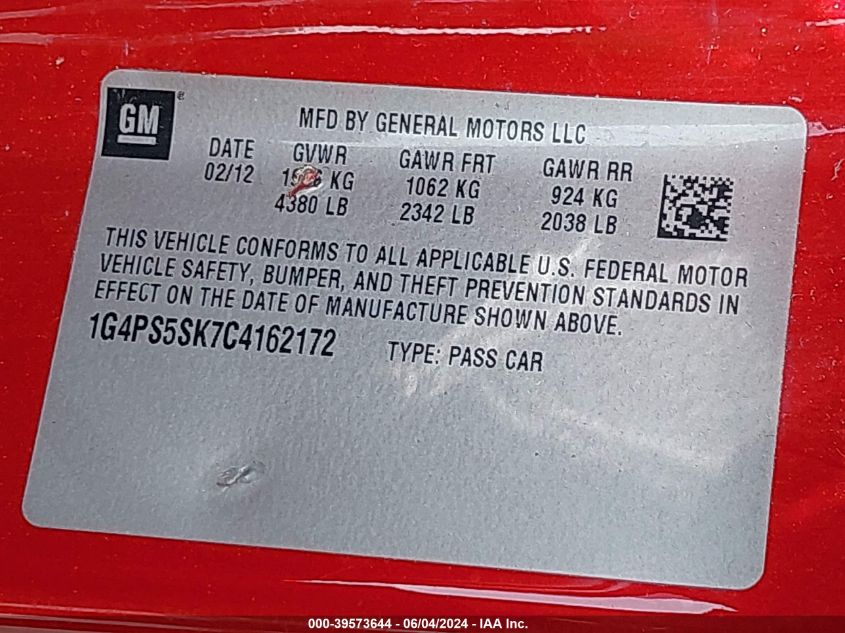 GM ®
MFD BY GENERAL MOTORS LLC
DATE GVWR GAWR FRT GAWR RR
02/12 KG 1062 KG 924 KG
4380 LB 2342 LB 2038 LB
THIS VEHICLE CONFORMS TO ALL APPLICABLE U.S. FEDERAL MOTOR
VEHICLE SAFETY, BUMPER, AND THEFT PREVENTION STANDARDS IN
EFFECT ON THE DATE OF MANUFACTURE SHOWN ABOVE.
1G4PS5SK7C4162172 TYPE: PASS CAR
000-39573644 - 06/04/2024 - IAA Inc.